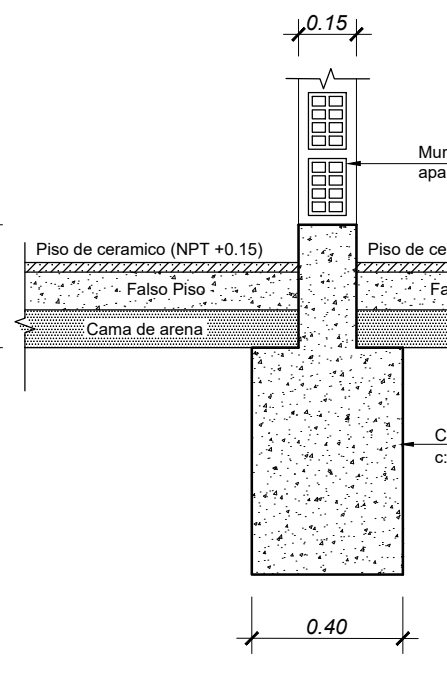 0.15
Mur
apa
Piso de ceramico (NPT +0.15)
Piso de cer
Falso Piso
Fa
Cama de arena
C
c:
0.40